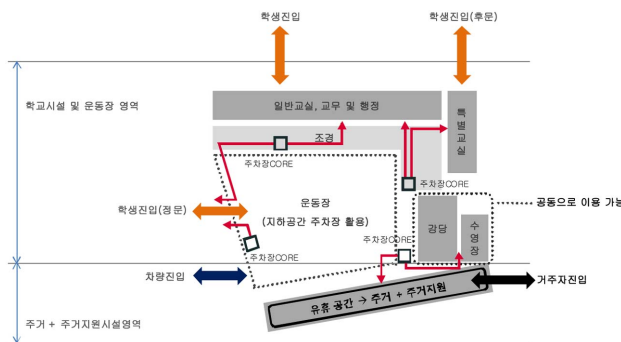 학생진입
학생진입(후문)
학교시설 및 운동장 영역
일반교실, 교무 및 행정
특별교실
조경
주차장CORE
주차장CORE
운동장
(지하공간 주차장 활용)
학생진입(정문)
공동으로 이용 가능
강당
수영장
주차장CORE
주차장CORE
차량진입
거주자진입
유휴 공간 → 주거 + 주거지원
주거 + 주거지원시설영역